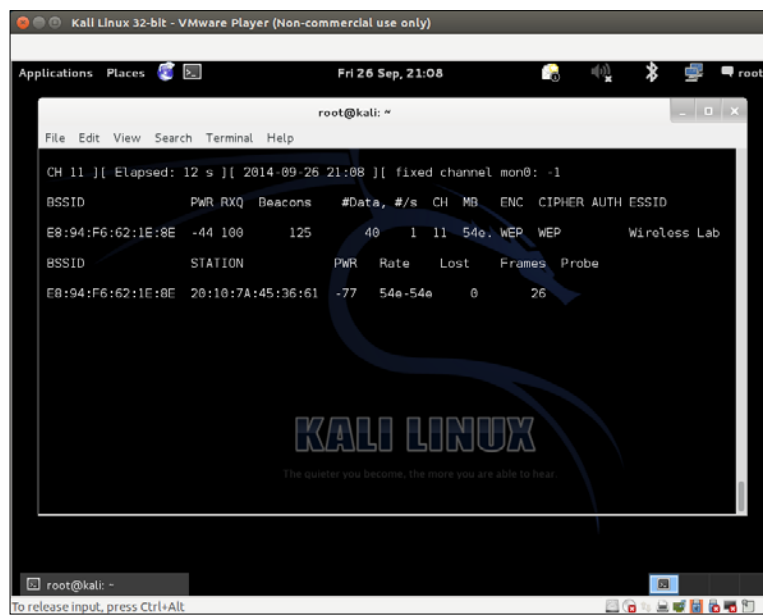 Kali Linux 32-bit - VMware Player (Non-commercial use only)
Applications Places Fri 26 Sep, 21:08 root
root@kali: ~
File Edit View Search Terminal Help
CH 11 ][ Elapsed: 12 s ][ 2014-09-26 21:08 ][ fixed channel mon0: -1
BSSID PWR RXQ Beacons #Data, #/s CH MB ENC CIPHER AUTH ESSID
E8:94:F6:62:1E:8E -44 100 125 40 1 11 54e. WEP WEP Wireless Lab
BSSID STATION PWR Rate Lost Frames Probe
E8:94:F6:62:1E:8E 20:10:7A:45:36:61 -77 54e-54e 0 26
KALI LINUX
The quieter you become, the more you are able to hear.
root@kali: ~
To release input, press Ctrl+Alt